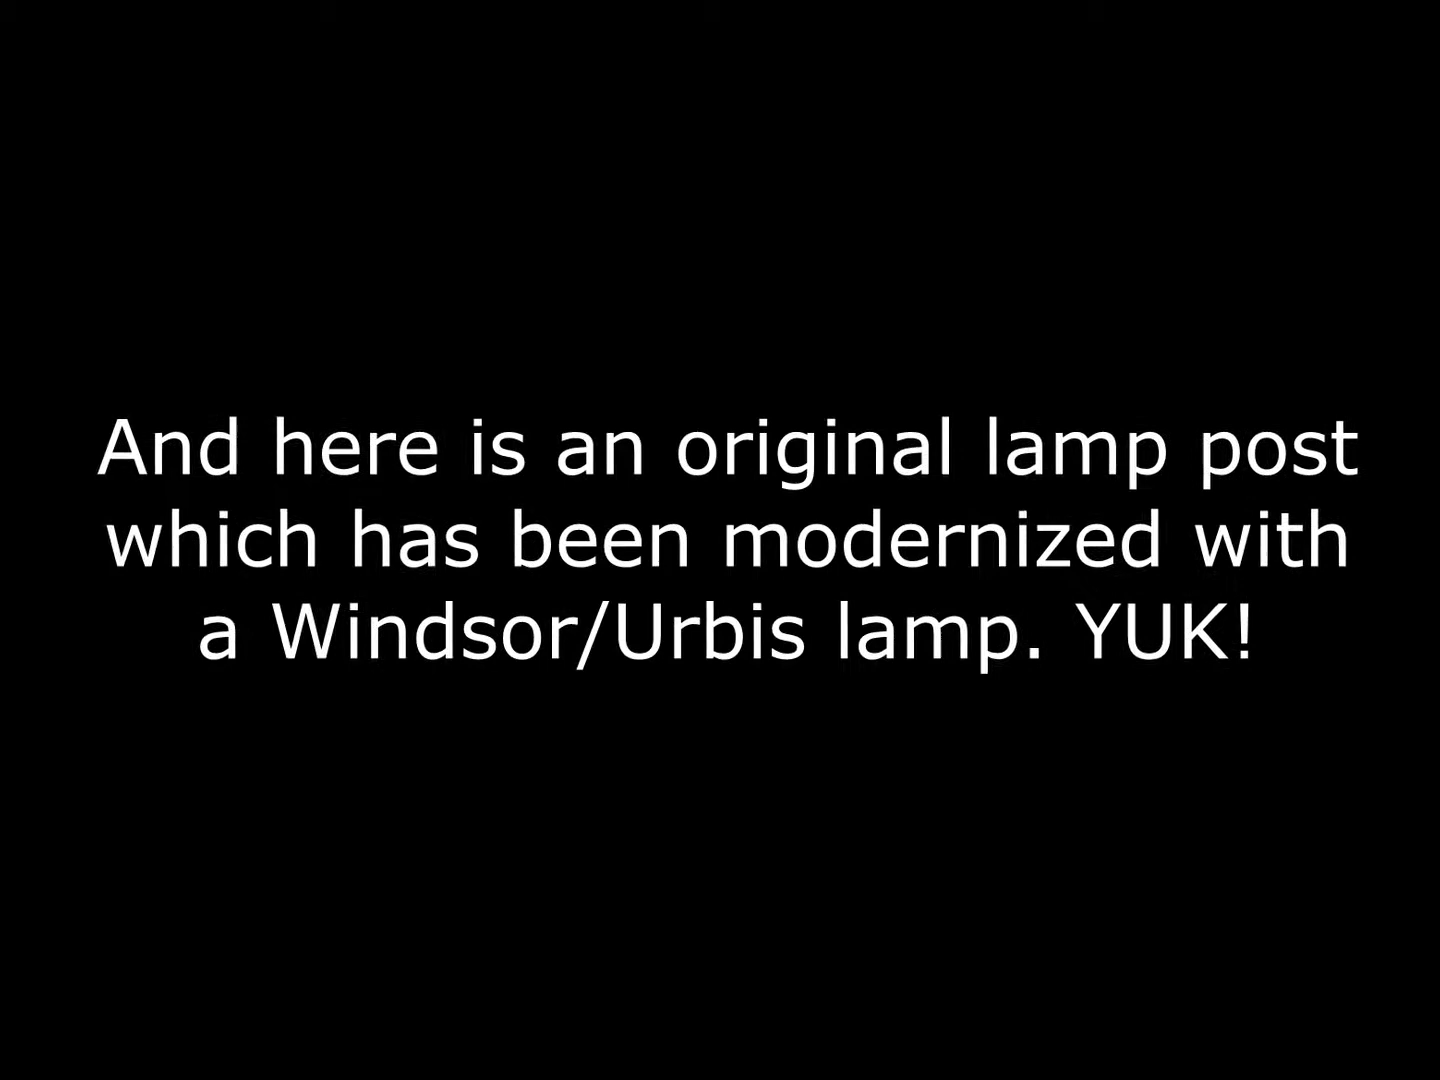 And here is an original lamp post
which has been modernized with
a Windsor/Urbis lamp. YUK!